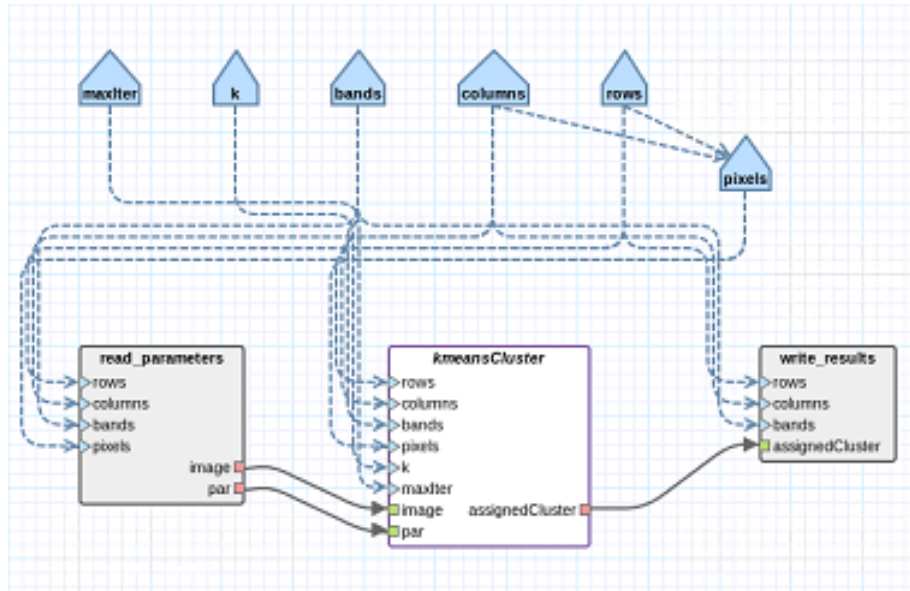 maxIter
k
bands
columns
rows
pixels
read_parameters
rows
columns
bands
pixels
image
par
kmeansCluster
rows
columns
bands
pixels
k
maxIter
image assignedCluster
par
write_results
rows
columns
bands
assignedCluster